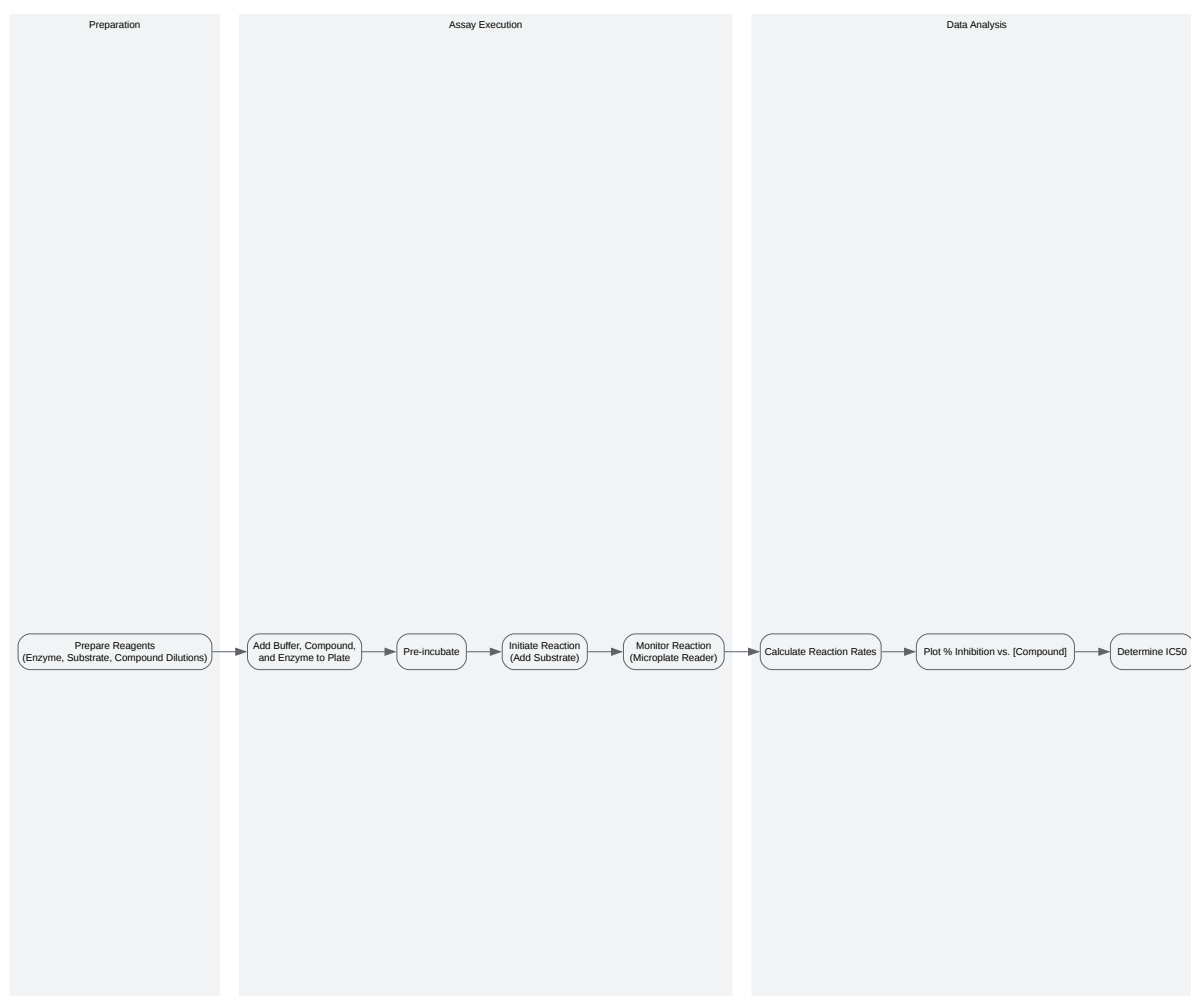 Preparation
Assay Execution
Data Analysis
Prepare Reagents
(Enzyme, Substrate, Compound Dilutions)
Add Buffer, Compound,
and Enzyme to Plate
Pre-incubate
Initiate Reaction
(Add Substrate)
Monitor Reaction
(Microplate Reader)
Calculate Reaction Rates
Plot % Inhibition vs. [Compound]
Determine IC50